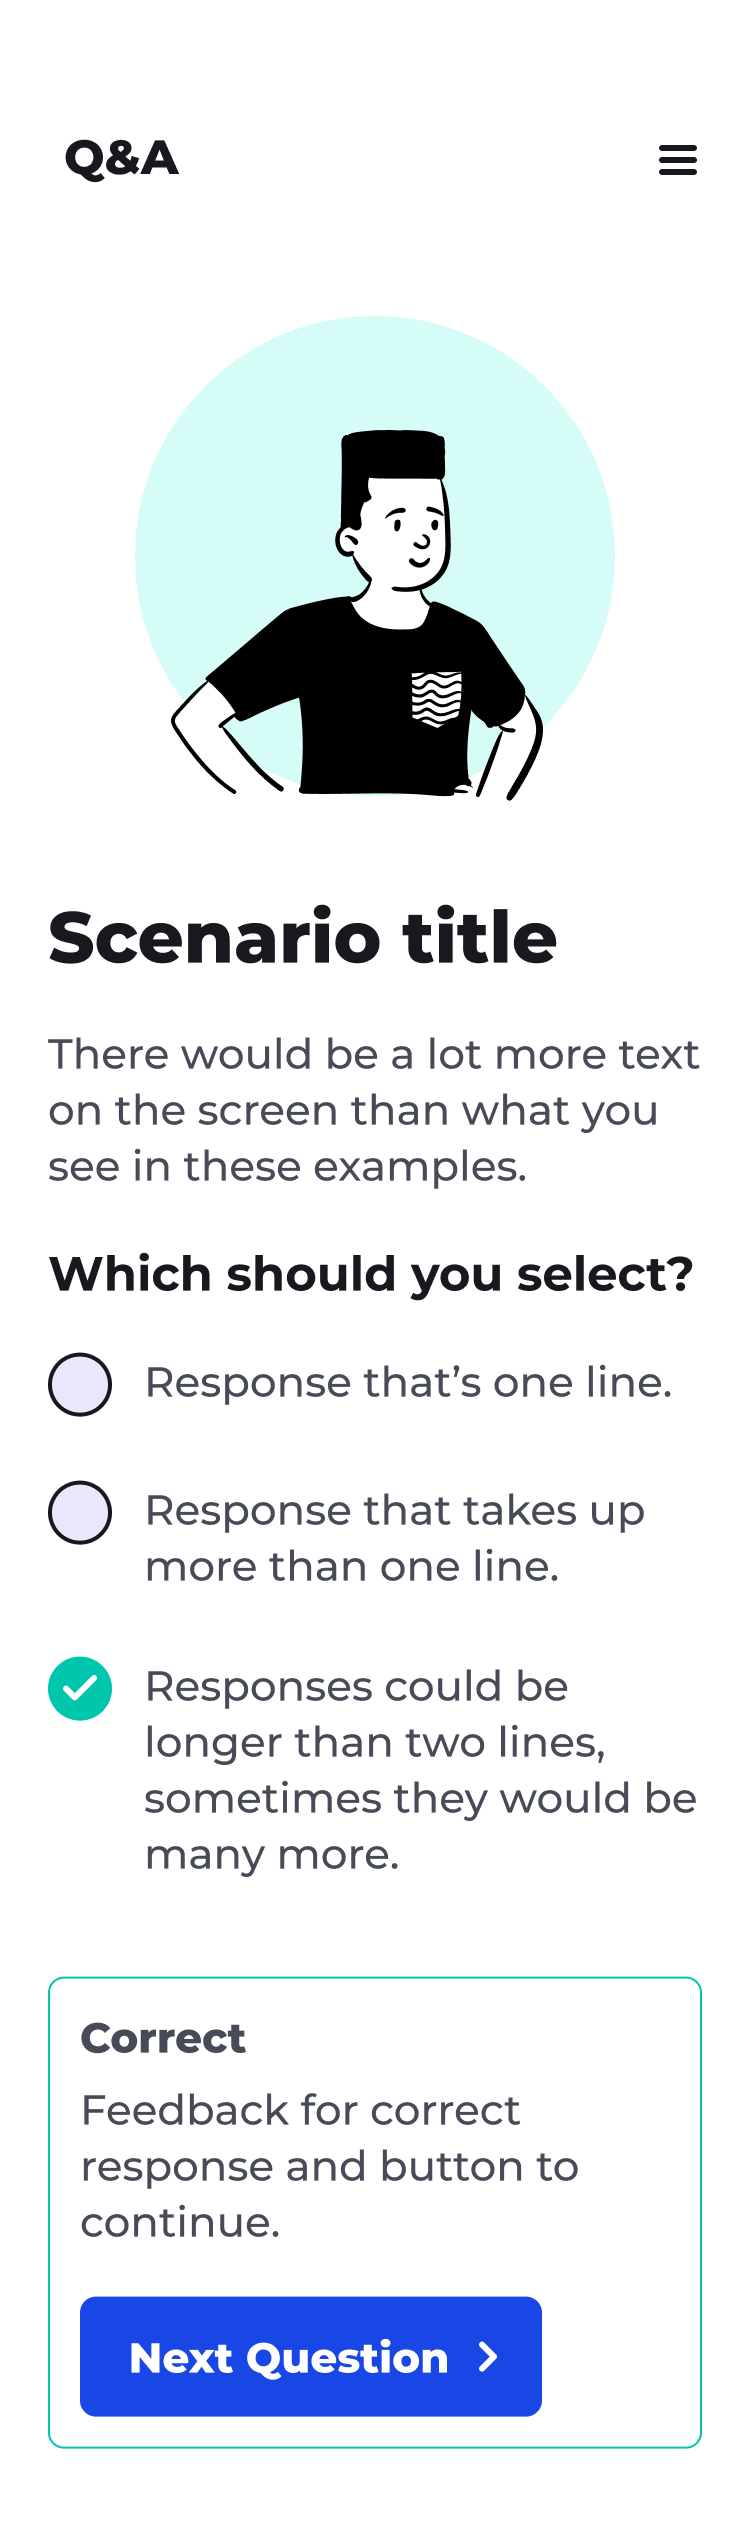 Q&A
Scenario title
There would be a lot more text
on the screen than what you
see in these examples.
Which should you select?
Response that’s one line.
Response that takes up
more than one line.
Responses could be
longer than two lines,
sometimes they would be
many more.
Correct
Feedback for correct
response and button to
continue.
Next Question